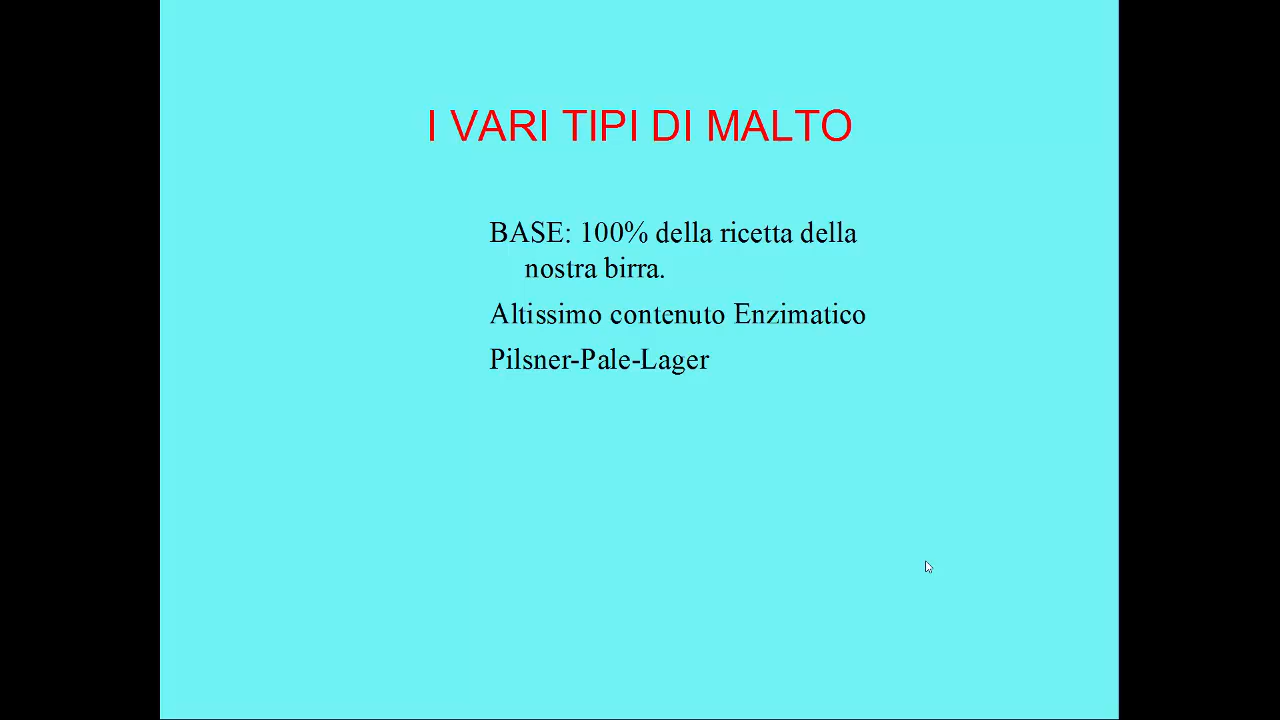 I VARI TIPI DI MALTO
BASE: 100% della ricetta della
nostra birra.
Altissimo contenuto Enzimatico
Pilsner-Pale-Lager